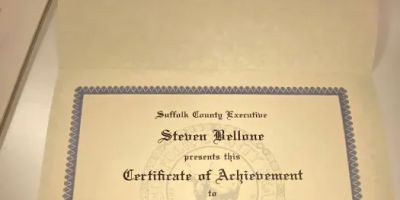 Suffolk County Executive
Steven Bellone
presents this
Certificate of Achievement
to